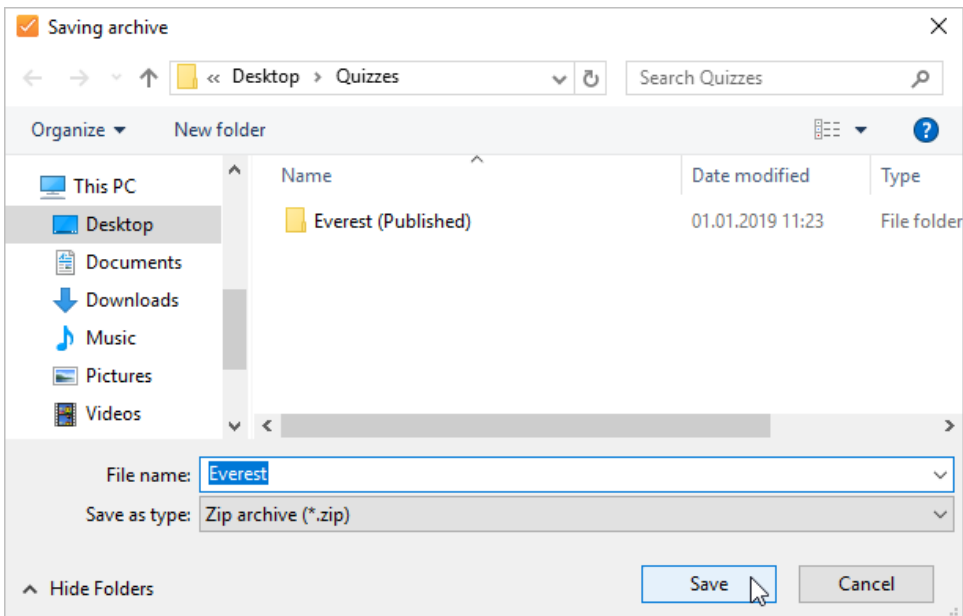 Saving archive
« Desktop > Quizzes
Search Quizzes
Organize
New folder
?
Name
Date modified
Type
This PC
Desktop
Documents
Downloads
Music
Pictures
Videos
Everest (Published)
01.01.2019 11:23
File folder
File name: Everest
Save as type: Zip archive (*.zip)
Hide Folders
Save
Cancel